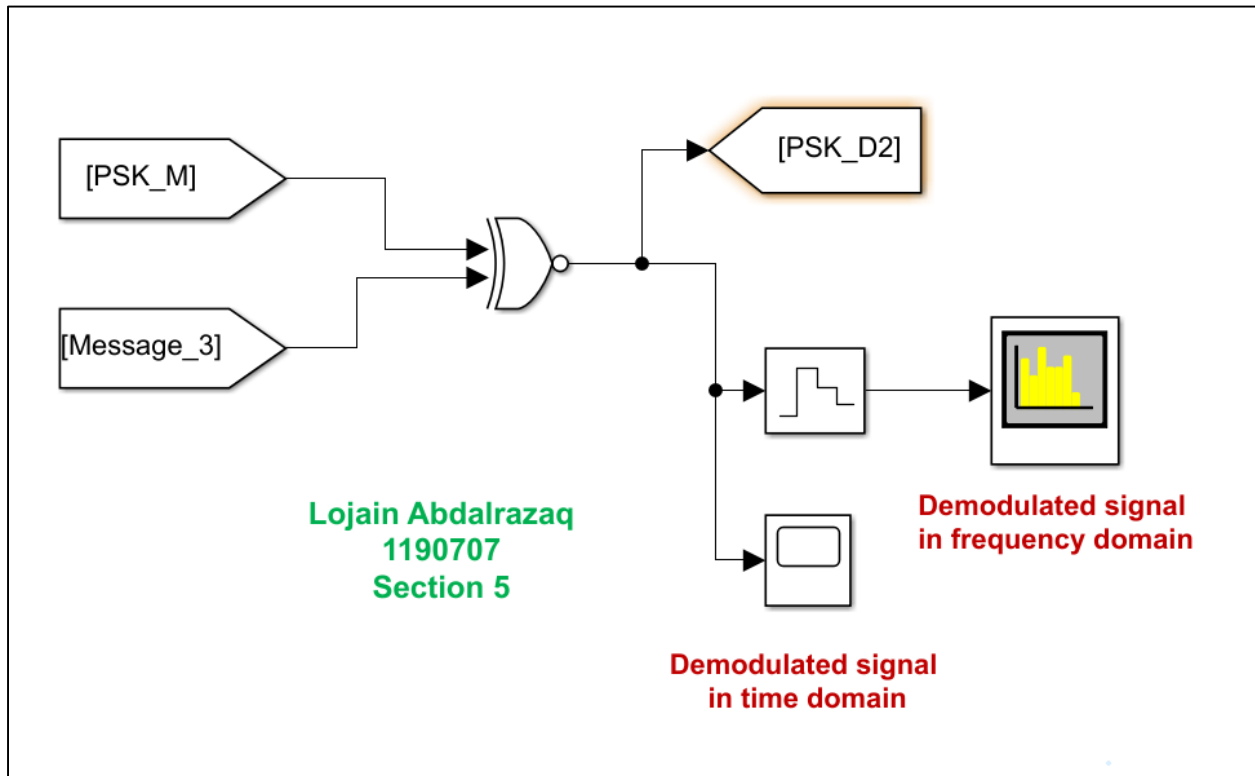 [PSK_M]
[PSK_D2]
[Message_3]
Lojain Abdalrazaq
1190707
Section 5
Demodulated signal
in frequency domain
Demodulated signal
in time domain